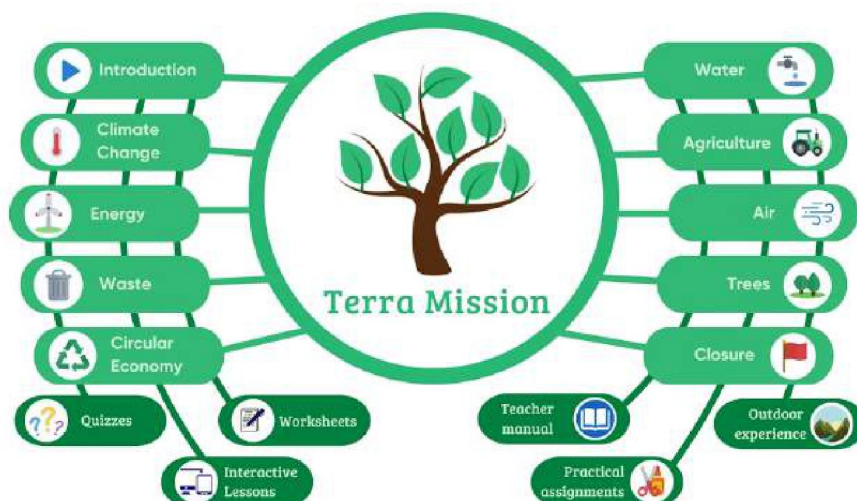 Introduction
Climate
Change
Energy
Waste
Circular
Economy
Terra Mission
Water
Agriculture
Air
Trees
Closure
Quizzes
Worksheets
Interactive
Lessons
Teacher
manual
Practical
assignments
Outdoor
experience